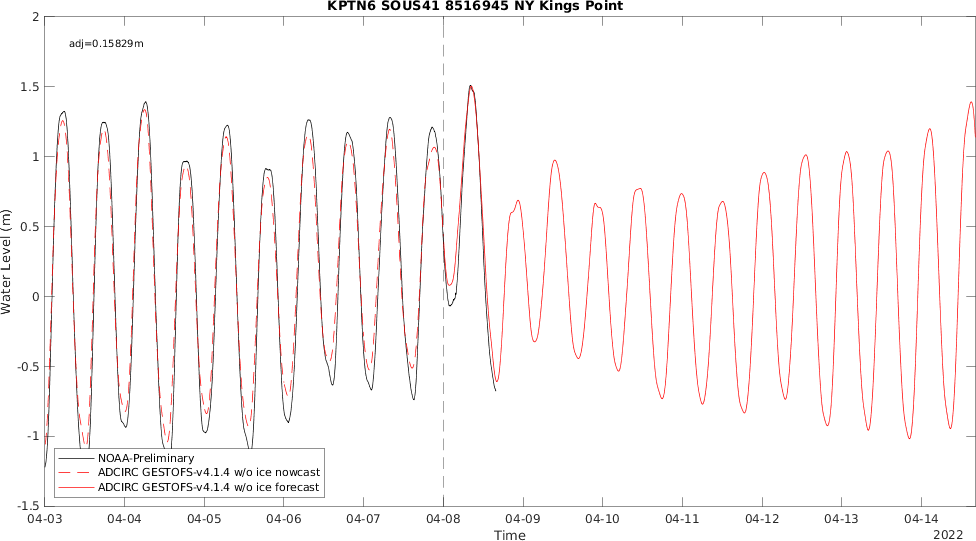 KPTN6 SOUS41 8516945 NY Kings Point
adj=0.15829m
2
1.5
1
0.5
0
-0.5
-1
-1.5
Water Level (m)
NOAA-Preliminary
ADCIRC GESTOFS-v4.1.4 w/o ice nowcast
ADCIRC GESTOFS-v4.1.4 w/o ice forecast
04-03 04-04 04-05 04-06 04-07 04-08 04-09 04-10 04-11 04-12 04-13 04-14
Time
2022